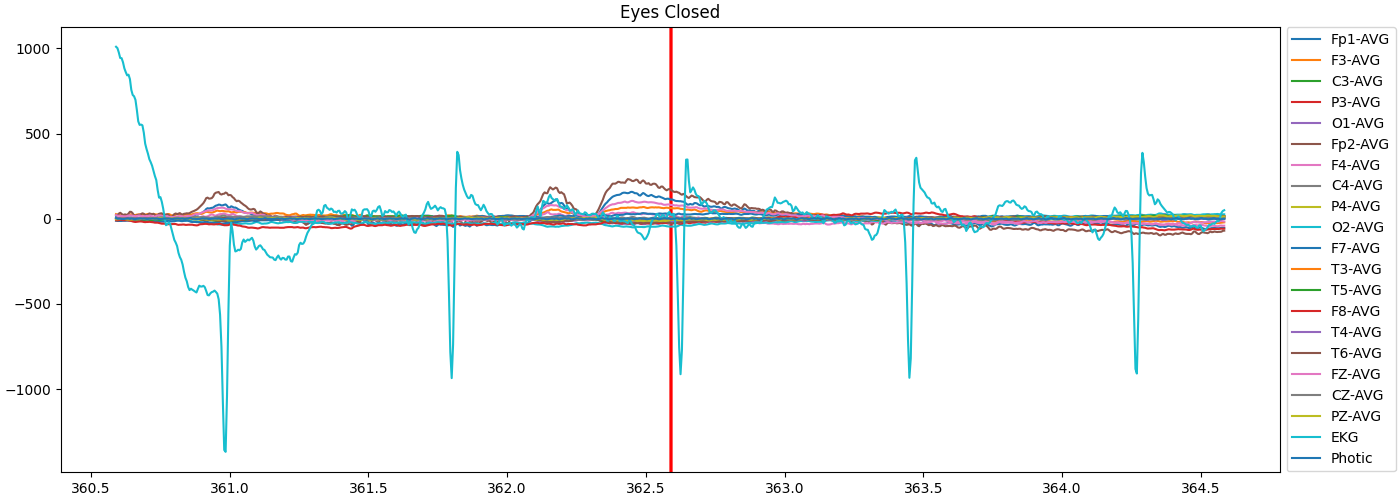 Eyes Closed
1000
500
0
−500
−1000
360.5 361.0 361.5 362.0 362.5 363.0 363.5 364.0 364.5
Fp1-AVG
F3-AVG
C3-AVG
P3-AVG
O1-AVG
Fp2-AVG
F4-AVG
C4-AVG
P4-AVG
O2-AVG
F7-AVG
T3-AVG
T5-AVG
F8-AVG
T4-AVG
T6-AVG
FZ-AVG
CZ-AVG
PZ-AVG
EKG
Photic